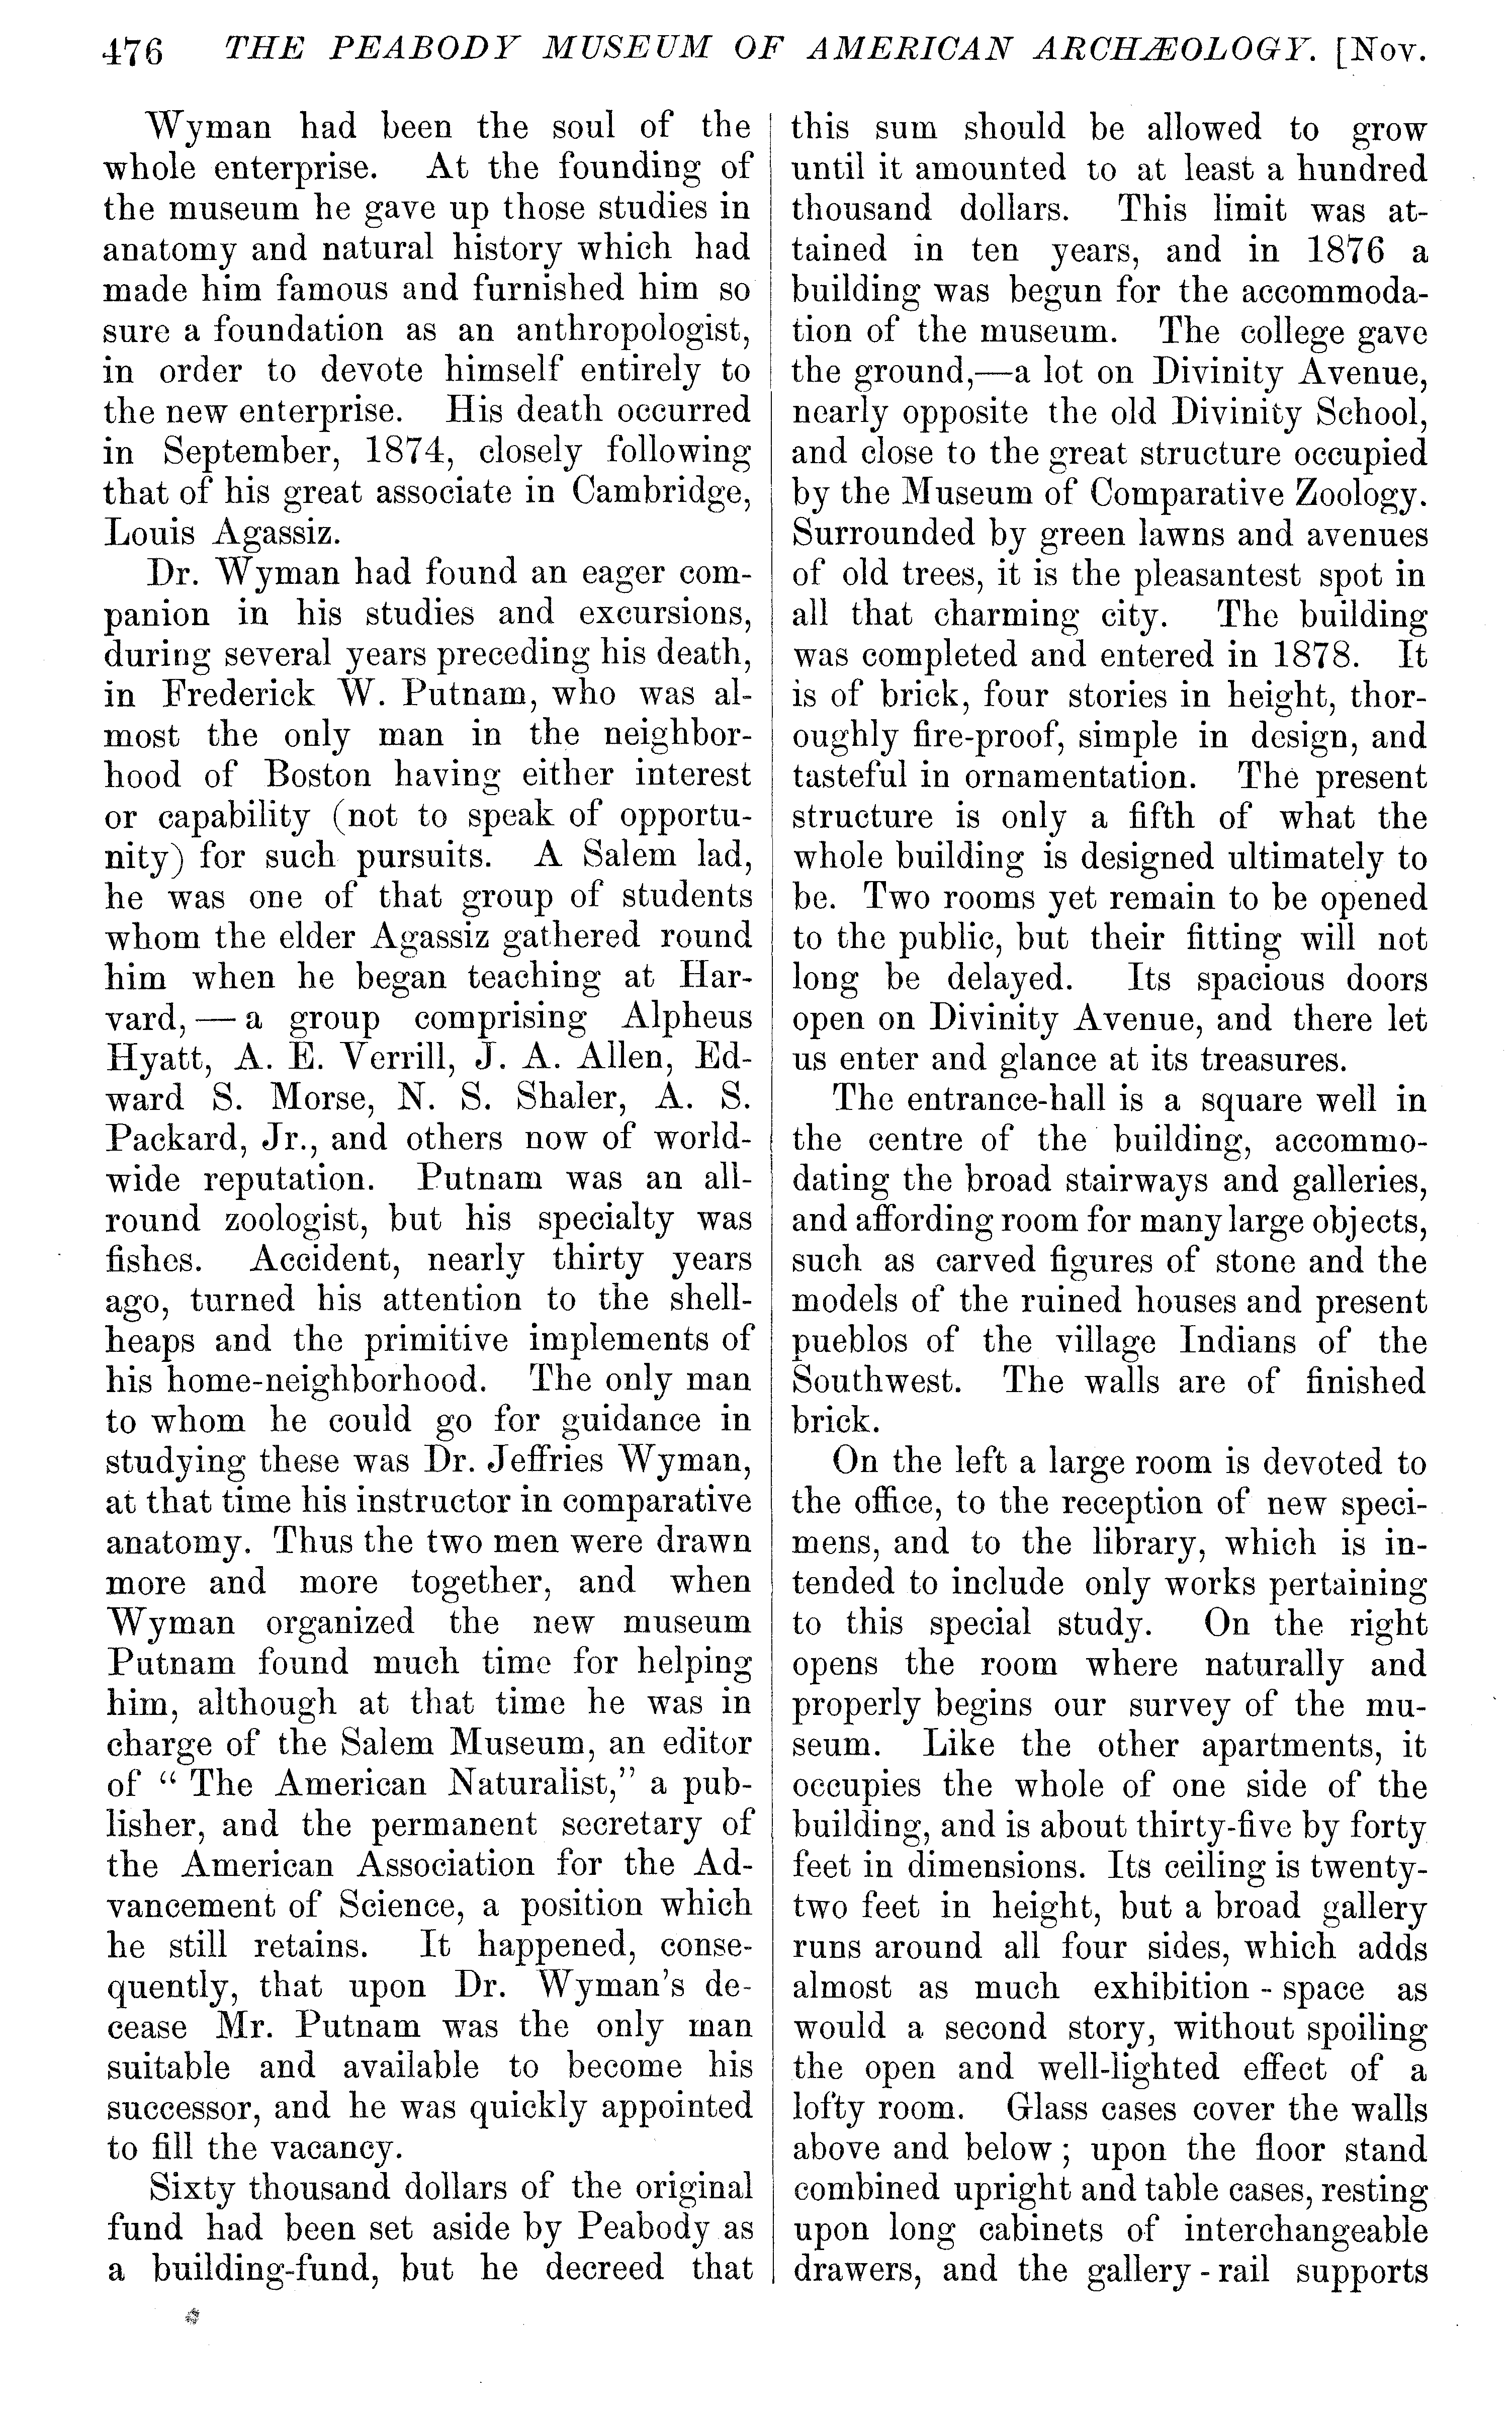 476 THE PEABODY MUSEUM OF AMERICAN ARCHÆOLOGY. [Nov.
Wyman had been the soul of the
whole enterprise. At the founding of
the museum he gave up those studies in
anatomy and natural history which had
made him famous and furnished him so
sure a foundation as an anthropologist,
in order to devote himself entirely to
the new enterprise. His death occurred
in September, 1874, closely following
that of his great associate in Cambridge,
Louis Agassiz.
Dr. Wyman had found an eager com-
panion in his studies and excursions,
during several years preceding his death,
in Frederick W. Putnam, who was al-
most the only man in the neighbor-
hood of Boston having either interest
or capability (not to speak of opportu-
nity) for such pursuits. A Salem lad,
he was one of that group of students
whom the elder Agassiz gathered round
him when he began teaching at Har-
vard, — a group comprising Alpheus
Hyatt, A. E. Verrill, J. A. Allen, Ed-
ward S. Morse, N. S. Shaler, A. S.
Packard, Jr., and others now of world-
wide reputation. Putnam was an all-
round zoologist, but his specialty was
fishes. Accident, nearly thirty years
ago, turned his attention to the shell-
heaps and the primitive implements of
his home-neighborhood. The only man
to whom he could go for guidance in
studying these was Dr. Jeffries Wyman,
at that time his instructor in comparative
anatomy. Thus the two men were drawn
more and more together, and when
Wyman organized the new museum
Putnam found much time for helping
him, although at that time he was in
charge of the Salem Museum, an editor
of “ The American Naturalist,” a pub-
lisher, and the permanent secretary of
the American Association for the Ad-
vancement of Science, a position which
he still retains. It happened, conse-
quently, that upon Dr. Wyman’s de-
cease Mr. Putnam was the only man
suitable and available to become his
successor, and he was quickly appointed
to fill the vacancy.
Sixty thousand dollars of the original
fund had been set aside by Peabody as
a building-fund, but he decreed that
this sum should be allowed to grow
until it amounted to at least a hundred
thousand dollars. This limit was at-
tained in ten years, and in 1876 a
building was begun for the accommoda-
tion of the museum. The college gave
the ground,—a lot on Divinity Avenue,
nearly opposite the old Divinity School,
and close to the great structure occupied
by the Museum of Comparative Zoology.
Surrounded by green lawns and avenues
of old trees, it is the pleasantest spot in
all that charming city. The building
was completed and entered in 1878. It
is of brick, four stories in height, thor-
oughly fire-proof, simple in design, and
tasteful in ornamentation. The present
structure is only a fifth of what the
whole building is designed ultimately to
be. Two rooms yet remain to be opened
to the public, but their fitting will not
long be delayed. Its spacious doors
open on Divinity Avenue, and there let
us enter and glance at its treasures.
The entrance-hall is a square well in
the centre of the building, accommo-
dating the broad stairways and galleries,
and affording room for many large objects,
such as carved figures of stone and the
models of the ruined houses and present
pueblos of the village Indians of the
Southwest. The walls are of finished
brick.
On the left a large room is devoted to
the office, to the reception of new speci-
mens, and to the library, which is in-
tended to include only works pertaining
to this special study. On the right
opens the room where naturally and
properly begins our survey of the mu-
seum. Like the other apartments, it
occupies the whole of one side of the
building, and is about thirty-five by forty
feet in dimensions. Its ceiling is twenty-
two feet in height, but a broad gallery
runs around all four sides, which adds
almost as much exhibition - space as
would a second story, without spoiling
the open and well-lighted effect of a
lofty room. Glass cases cover the walls
above and below ; upon the floor stand
combined upright and table cases, resting
upon long cabinets of interchangeable
drawers, and the gallery - rail supports